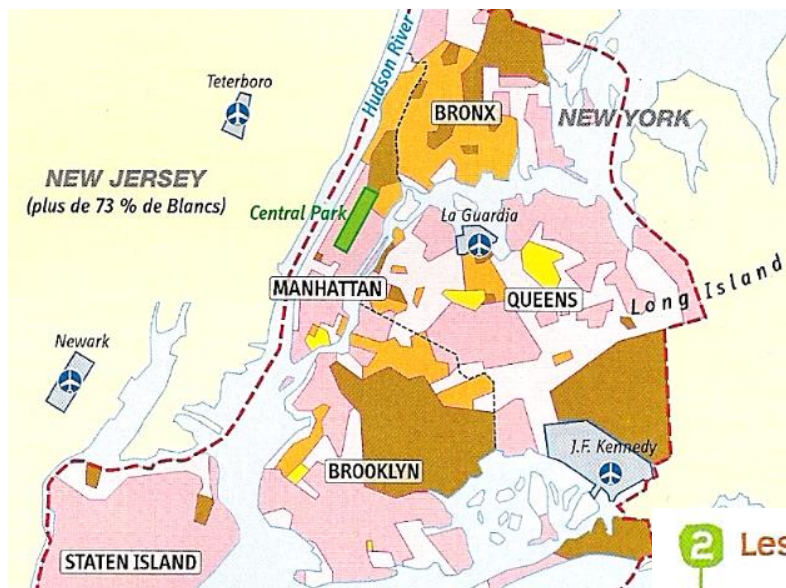 Teterboro
Hudson River
BRONX
NEW YORK
NEW JERSEY
(plus de 73 % de Blancs)
Central Park
La Guardia
MANHATTAN
QUEENS
Long Island
Newark
J.F. Kennedy
BROOKLYN
STATEN ISLAND
2 Les